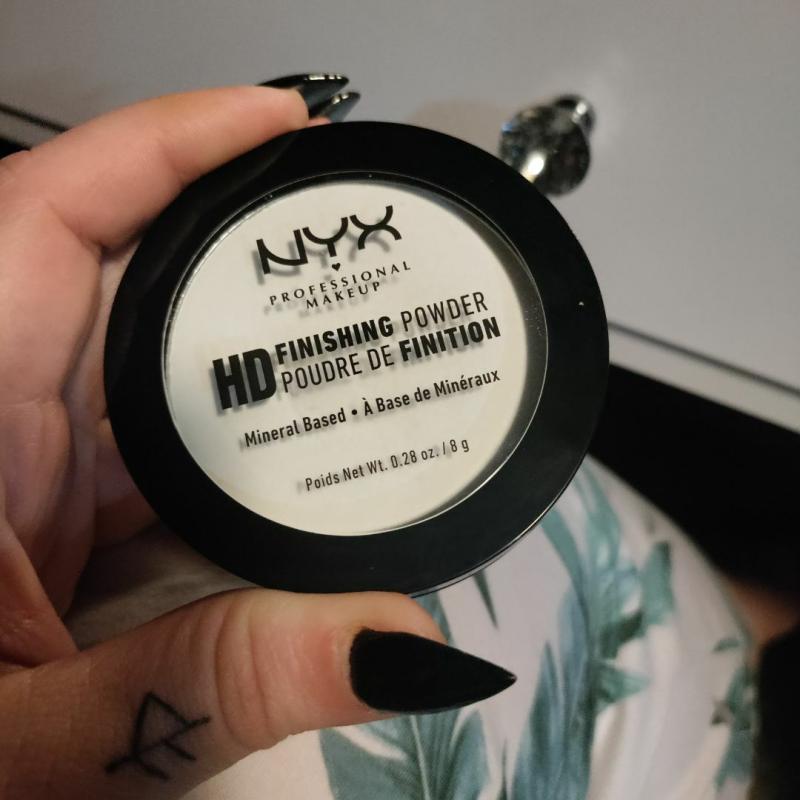 NYX
PROFESSIONAL
MAKEUP
HD FINISHING POWDER
POUDRE DE FINITION
Mineral Based • À Base de Minéraux
Poids Net Wt. 0.28 oz. / 8 g